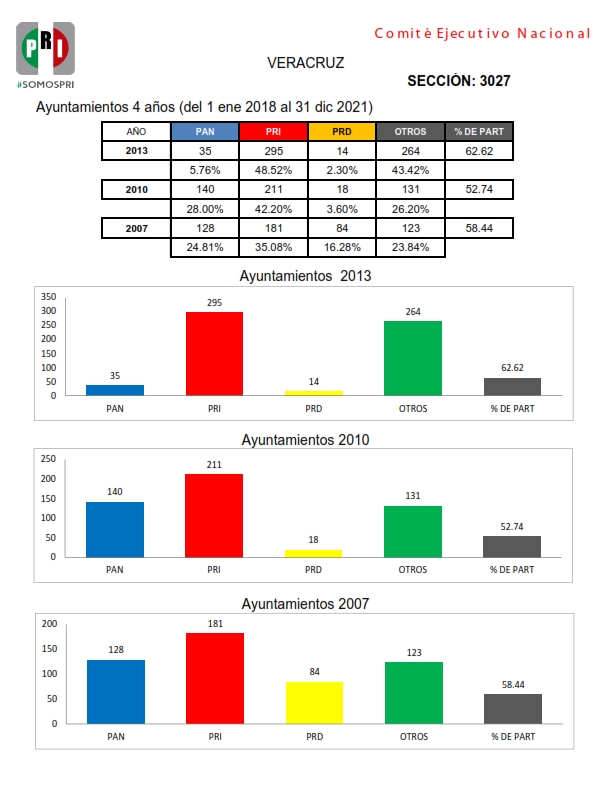 Comité Ejecutivo Nacional
PRI
#SOMOSPRI
VERACRUZ
SECCIÓN: 3027
Ayuntamientos 4 años (del 1 ene 2018 al 31 dic 2021)
AÑO PAN PRI PRD OTROS % DE PART
2013 35 295 14 264 62.62
5.76% 48.52% 2.30% 43.42%
2010 140 211 18 131 52.74
28.00% 42.20% 3.60% 26.20%
2007 128 181 84 123 58.44
24.81% 35.08% 16.28% 23.84%
Ayuntamientos 2013
350
300
250
200
150
100
50
0
35
295
14
264
62.62
PAN PRI PRD OTROS % DE PART
Ayuntamientos 2010
250
200
150
100
50
0
140
211
18
131
52.74
PAN PRI PRD OTROS % DE PART
Ayuntamientos 2007
200
150
100
50
0
128
181
84
123
58.44
PAN PRI PRD OTROS % DE PART